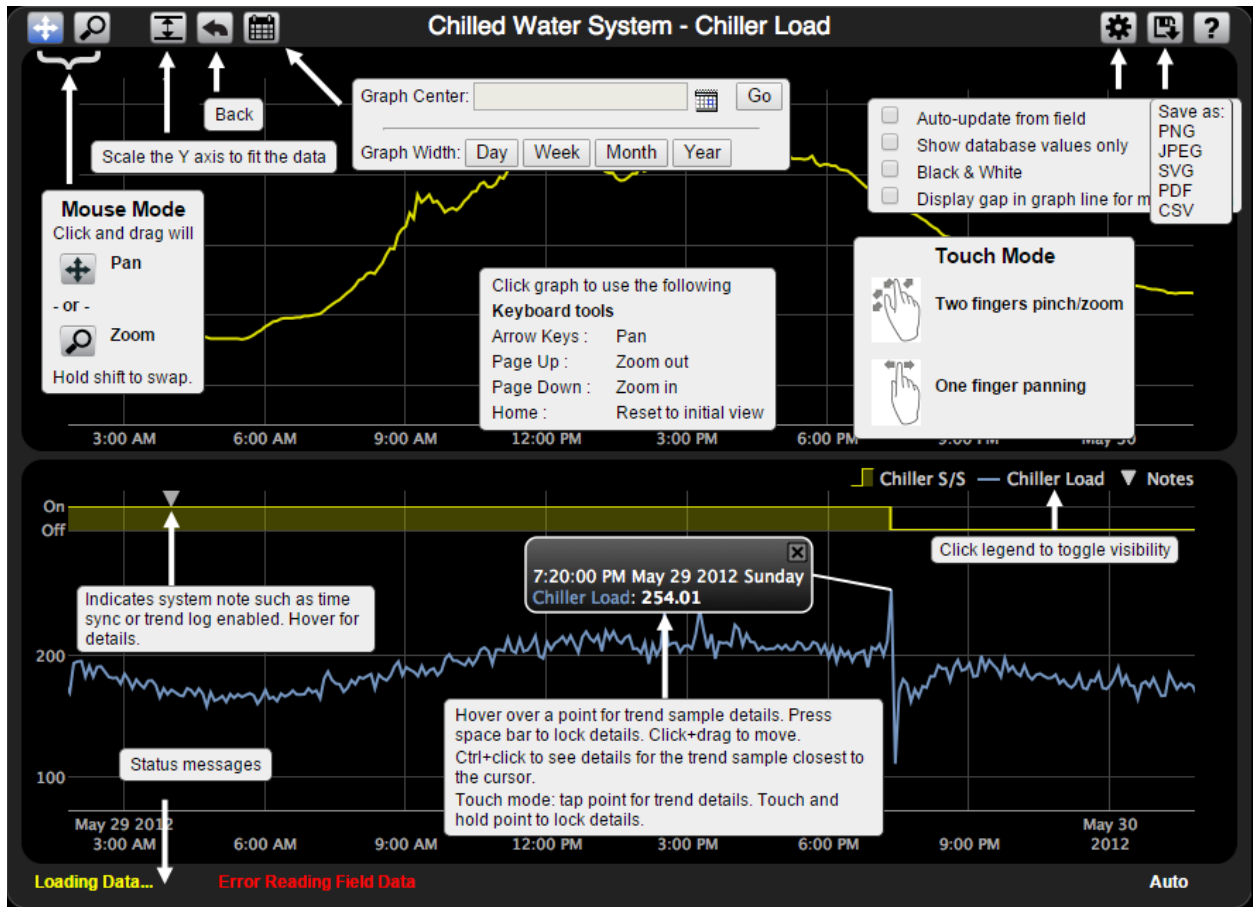 Chilled Water System - Chiller Load
?
Back
Scale the Y axis to fit the data
Graph Center:
Go
Graph Width: Day Week Month Year
Auto-update from field
Show database values only
Black & White
Display gap in graph line for m
Save as:
PNG
JPEG
SVG
PDF
CSV
Mouse Mode
Click and drag will
Pan
- or -
Zoom
Hold shift to swap.
Click graph to use the following
Keyboard tools
Arrow Keys : Pan
Page Up : Zoom out
Page Down : Zoom in
Home : Reset to initial view
Touch Mode
Two fingers pinch/zoom
One finger panning
3:00 AM 6:00 AM 9:00 AM 12:00 PM 3:00 PM 6:00 PM 9:00 PM May 30
Chiller S/S Chiller Load Notes
On
Off
Click legend to toggle visibility
7:20:00 PM May 29 2012 Sunday
Chiller Load: 254.01
Indicates system note such as time
sync or trend log enabled. Hover for
details.
200
Hover over a point for trend sample details. Press
space bar to lock details. Click+drag to move.
Ctrl+click to see details for the trend sample closest to
the cursor.
Touch mode: tap point for trend details. Touch and
hold point to lock details.
Status messages
100
May 29 2012 May 30
3:00 AM 6:00 AM 9:00 AM 12:00 PM 3:00 PM 6:00 PM 9:00 PM 2012
Loading Data... Error Reading Field Data Auto